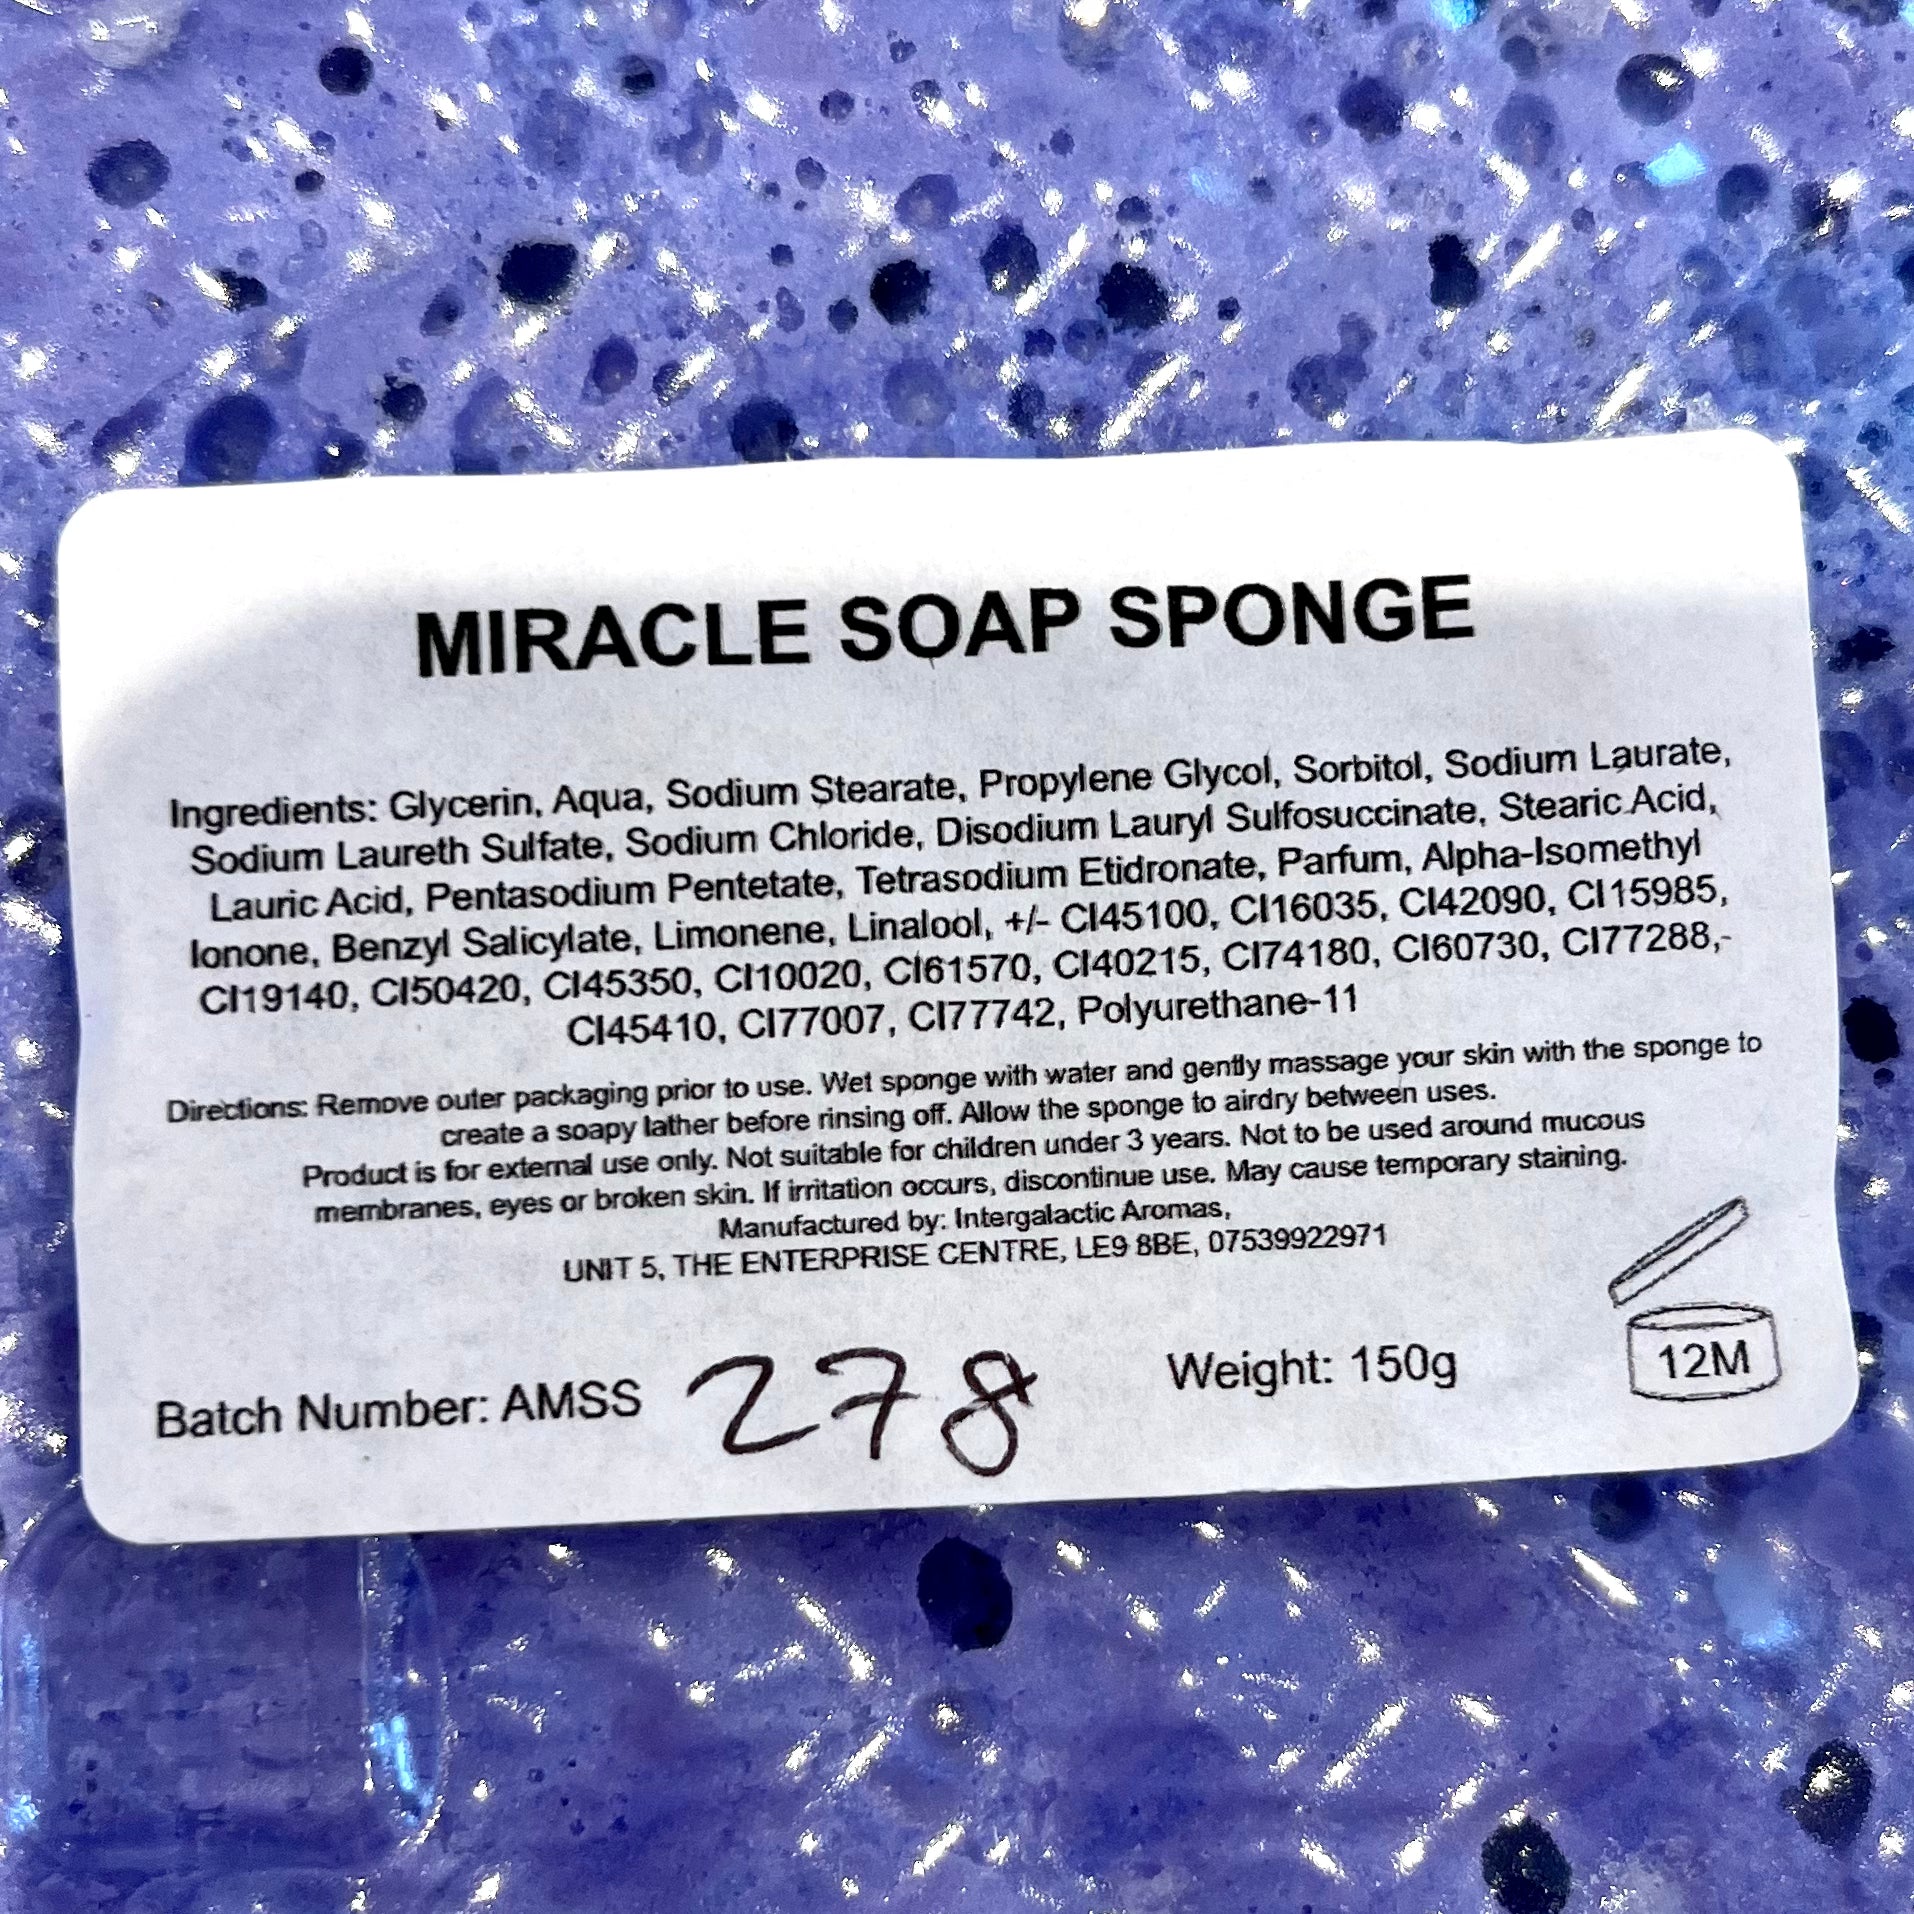 MIRACLE SOAP SPONGE
Ingredients: Glycerin, Aqua, Sodium Stearate, Propylene Glycol, Sorbitol, Sodium Laurate,
Sodium Laureth Sulfate, Sodium Chloride, Disodium Lauryl Sulfosuccinate, Stearic Acid,
Lauric Acid, Pentasodium Pentetate, Tetrasodium Etidronate, Parfum, Alpha-Isomethyl
Ionone, Benzyl Salicylate, Limonene, Linalool, +/- CI45100, CI16035, CI42090, CI15985,
CI19140, CI50420, CI45350, CI10020, CI61570, CI40215, CI74180, CI60730, CI77288,-
CI45410, CI77007, CI77742, Polyurethane-11
Directions: Remove outer packaging prior to use. Wet sponge with water and gently massage your skin with the sponge to
create a soapy lather before rinsing off. Allow the sponge to airdry between uses.
Product is for external use only. Not suitable for children under 3 years. Not to be used around mucous
membranes, eyes or broken skin. If irritation occurs, discontinue use. May cause temporary staining.
Manufactured by: Intergalactic Aromas,
UNIT 5, THE ENTERPRISE CENTRE, LE9 8BE, 07539922971
Batch Number: AMSS 278 Weight: 150g
12M